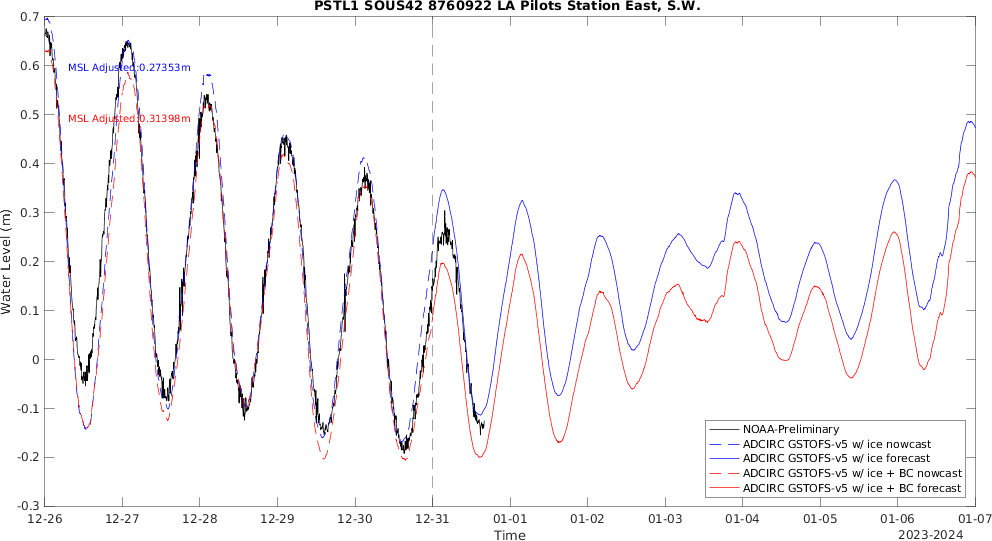 PSTL1 SOUS42 8760922 LA Pilots Station East, S.W.
0.7
0.6
0.5
0.4
0.3
0.2
0.1
0
-0.1
-0.2
-0.3
Water Level (m)
MSL Adjusted:0.27353m
MSL Adjusted:0.31398m
NOAA-Preliminary
ADCIRC GSTOFS-v5 w/ ice nowcast
ADCIRC GSTOFS-v5 w/ ice forecast
ADCIRC GSTOFS-v5 w/ ice + BC nowcast
ADCIRC GSTOFS-v5 w/ ice + BC forecast
12-26 12-27 12-28 12-29 12-30 12-31 01-01 01-02 01-03 01-04 01-05 01-06 01-07
Time
2023-2024